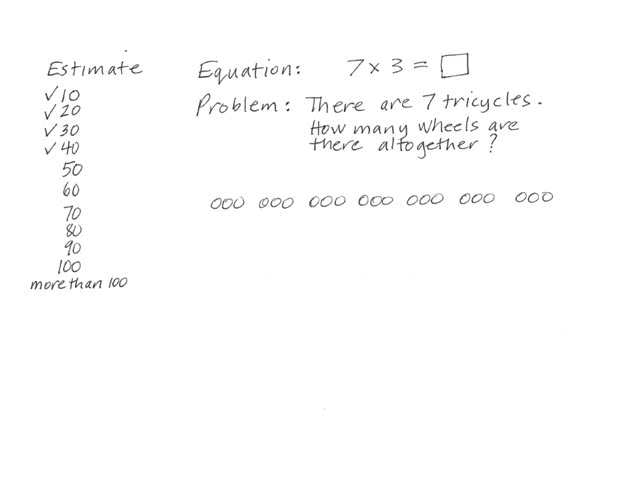 Estimate
✓10
✓20
✓30
✓40
50
60
70
80
90
100
more than 100
Equation: 7 × 3 = □
Problem: There are 7 tricycles.
How many wheels are
there altogether?
000 000 000 000 000 000 000